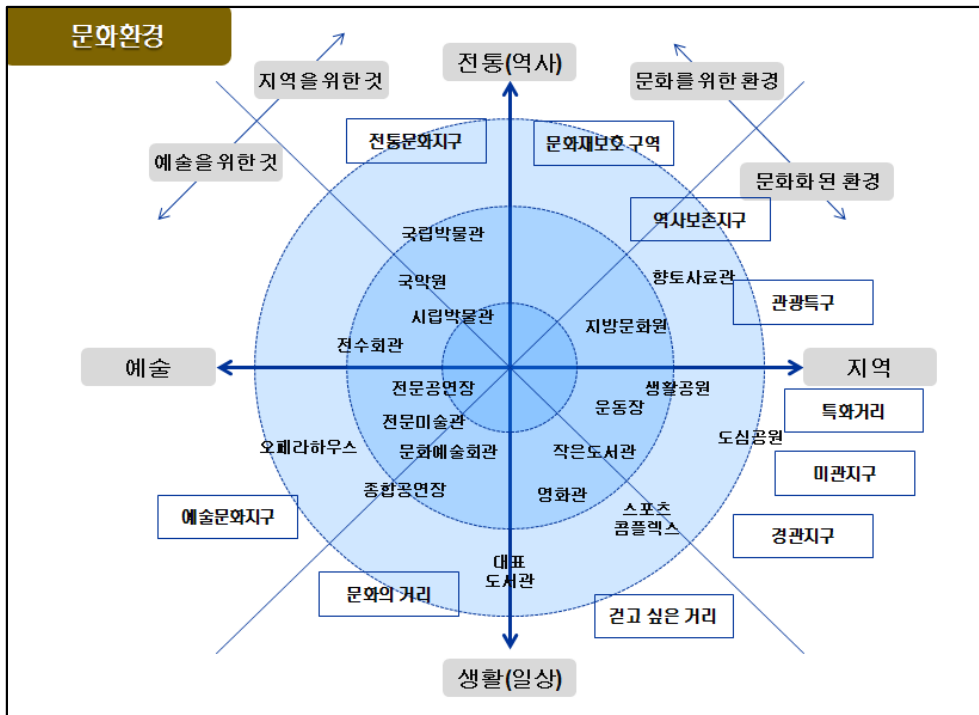 문화환경
전통(역사)
지역을 위한 것
문화를 위한 환경
예술을 위한 것
문화화 된 환경
전통문화지구
문화재보호 구역
역사보존지구
국립박물관
향토사료관
국악원
관광특구
시립박물관
지방문화원
전수회관
예술
지역
전문공연장
생활공원
운동장
특화거리
전문미술관
도심공원
오페라하우스
문화예술회관
작은도서관
미관지구
종합공연장
영화관
예술문화지구
스포츠
콤플렉스
경관지구
대표
도서관
문화의 거리
걷고 싶은 거리
생활(일상)